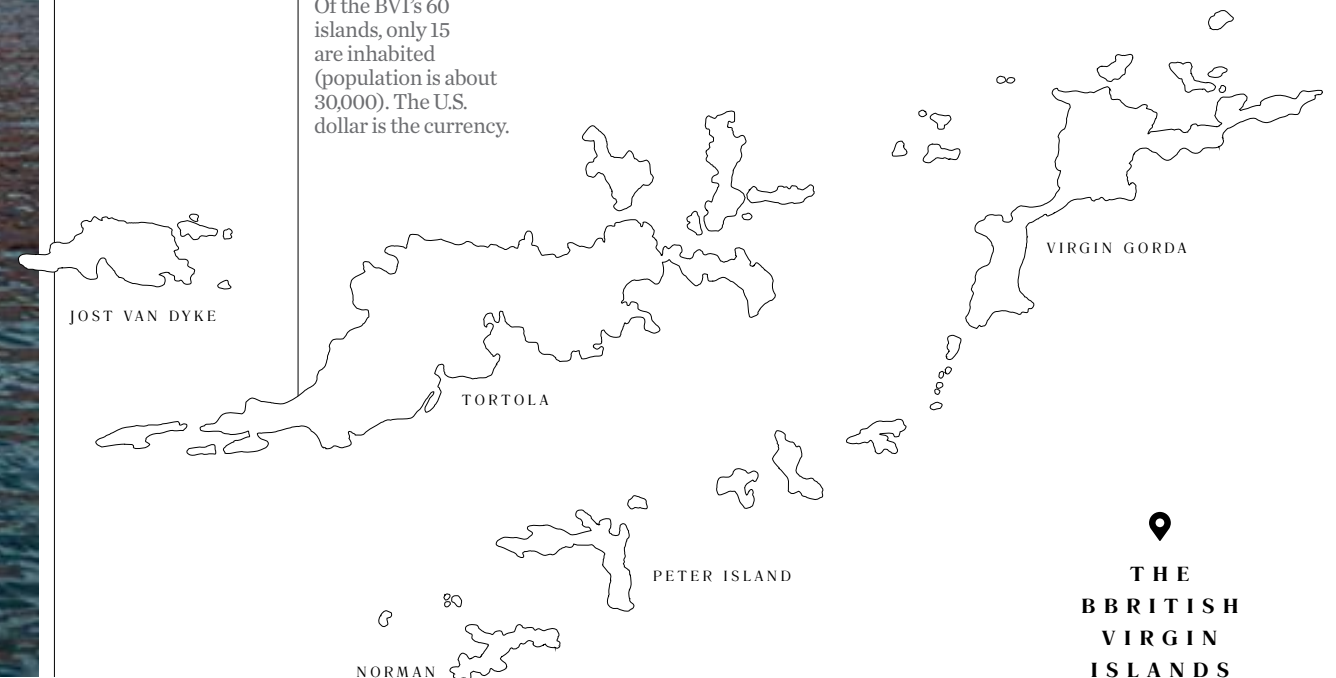 Of the BVI's 60
islands, only 15
are inhabited
(population is about
30,000). The U.S.
dollar is the currency.
VIRGIN GORDA
JOST VAN DYKE
TORTOLA
PETER ISLAND
NORMAN
THE
BBRITISH
VIRGIN
ISLANDS